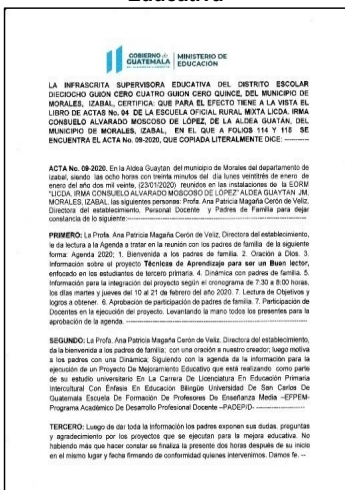 Educativa
GOBIERNO de GUATEMALA MINISTERIO DE EDUCACIÓN
LA INFRASCRITA SUPERVISORA EDUCATIVA DEL DISTRITO ESCOLAR
DIECIOCHO GUIÓN CERO CUATRO GUION CERO QUINCE, DEL MUNICIPIO DE
MORALES, IZABAL, CERTIFICA: QUE PARA EL EFECTO TIENE A LA VISTA EL
LIBRO DE ACTAS No. 04 DE LA ESCUELA OFICIAL RURAL MIXTA LICDA. IRMA
CONSUELO ALVARADO MOSCOSO DE LÓPEZ, DE LA ALDEA GUATÁN, DEL
MUNICIPIO DE MORALES, IZABAL, EN EL QUE A FOLIOS 114 Y 115 SE
ENCUENTRA EL ACTA No. 09-2020, QUE COPIADA LITERALMENTE DICE:
ACTA No. 09-2020. En la Aldea Guaytan del municipio de Morales del departamento de
Izabal, siendo las ocho horas con treinta minutos del día lunes veintitrés de enero de
enero del año dos mil veinte, (23/01/2020) reunidos en las instalaciones de la EORM
"LICDA. IRMA CONSUELO ALVARADO MOSCOSO DE LÓPEZ" ALDEA GUAYTAN JM.
MORALES, IZABAL, las siguientes personas: Profa. Ana Patricia Magaña Cerón de Veliz,
Directora del establecimiento, Personal Docente y Padres de Familia para dejar
constancia de lo siguiente:
PRIMERO: La Profa. Ana Patricia Magaña Cerón de Veliz, Directora del establecimiento,
le da lectura a la Agenda a tratar en la reunión con los padres de familia de la siguiente
forma: Agenda 2020; 1. Bienvenida a los padres de familia. 2. Oración a Dios. 3.
Información sobre el proyecto Técnicas de Aprendizaje para ser un Buen lector,
enfocado en los estudiantes de tercero primaria. 4. Dinámica con padres de familia. 5.
Información para la integración del proyecto según el cronograma de 7:30 a 8:00 horas,
los días martes y jueves del 10 al 21 de febrero del año 2020. 7. Lectura de Objetivos y
logros a obtener. 6. Aprobación de participación de padres de familia. 7. Participación de
Docentes en la ejecución del proyecto. Levantando la mano todos los presentes para la
aprobación de la agenda.
SEGUNDO: La Profa. Ana Patricia Magaña Cerón de Veliz, Directora del establecimiento,
da la bienvenida a los padres de familia; con una oración a nuestro creador; luego motiva
a los padres con una Dinámica; Siguiendo con la agenda da la información para la
ejecución de un Proyecto De Mejoramiento Educativo que está realizando como parte
de su estudio universitario En La Carrera De Licenciatura En Educación Primaria
Intercultural Con Énfasis En Educación Bilingüe Universidad De San Carlos De
Guatemala Escuela De Formación De Profesores De Enseñanza Media –EFPEM-
Programa Académico De Desarrollo Profesional Docente –PADEP/D-
TERCERO: Luego de dar toda la Información los padres exponen sus dudas, preguntas
y agradecimiento por los proyectos que se ejecutan para la mejora educativa. No
habiendo más que hacer constar se finaliza la presente dos horas después de su inicio
en el mismo lugar y fecha firmando de conformidad quienes intervenimos. Damos fe. --